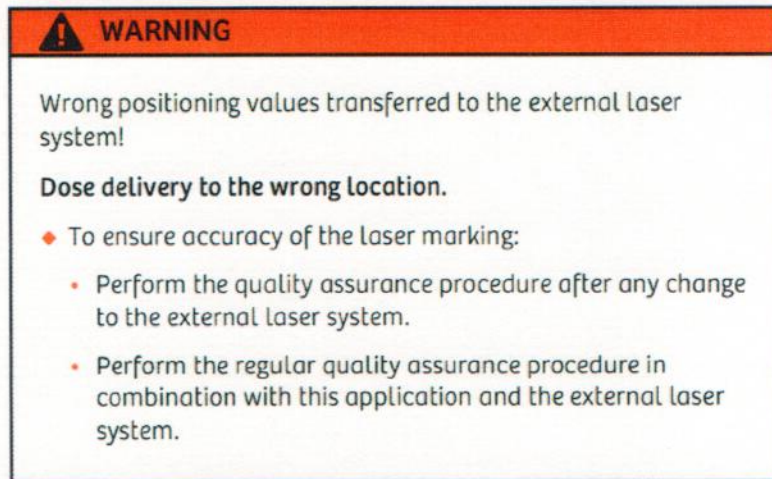 WARNING
Wrong positioning values transferred to the external laser
system!
Dose delivery to the wrong location.
◆ To ensure accuracy of the laser marking:
• Perform the quality assurance procedure after any change
to the external laser system.
• Perform the regular quality assurance procedure in
combination with this application and the external laser
system.